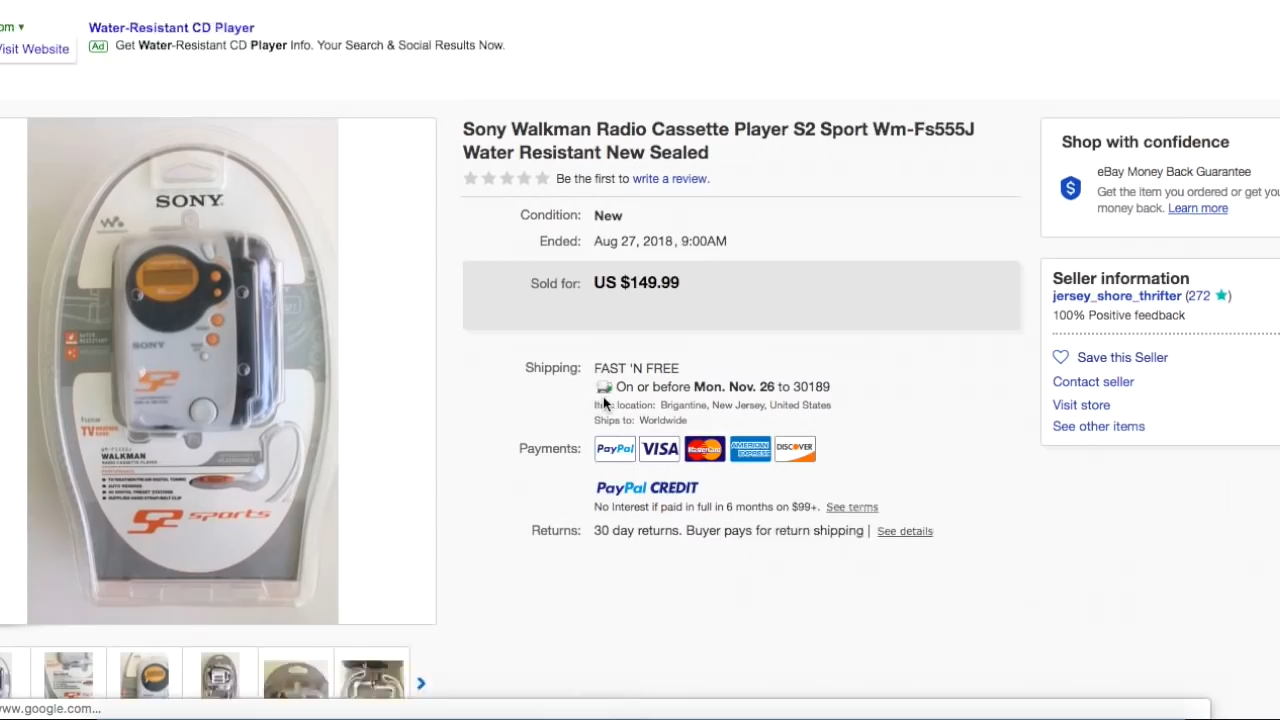 om ▾
Water-Resistant CD Player
Visit Website
Ad Get Water-Resistant CD Player Info. Your Search & Social Results Now.
Sony Walkman Radio Cassette Player S2 Sport Wm-Fs555J
Water Resistant New Sealed
Be the first to write a review.
Condition: New
Ended: Aug 27, 2018, 9:00AM
Sold for: US $149.99
Shipping: FAST 'N FREE
On or before Mon. Nov. 26 to 30189
location: Brigantine, New Jersey, United States
Ships to: Worldwide
Payments: PayPal VISA MasterCard AMERICAN EXPRESS DISCOVER
PayPal CREDIT
No Interest if paid in full in 6 months on $99+. See terms
Returns: 30 day returns. Buyer pays for return shipping | See details
Shop with confidence
eBay Money Back Guarantee
Get the item you ordered or get you
money back. Learn more
Seller information
jersey_shore_thrifter (272 ★)
100% Positive feedback
Save this Seller
Contact seller
Visit store
See other items
SONY
SONY
WALKMAN
RADIO CASSETTE PLAYER
S2 sports
www.google.com...